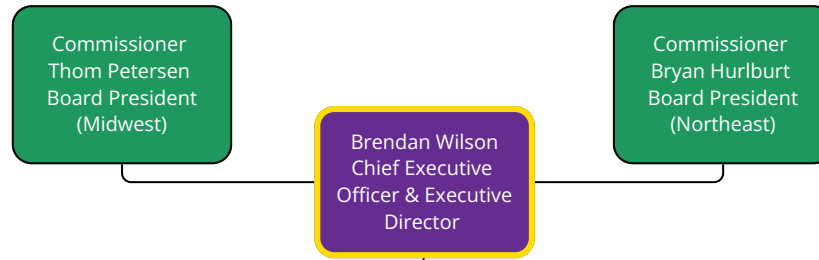 Commissioner
Thom Petersen
Board President
(Midwest)
Commissioner
Bryan Hurlburt
Board President
(Northeast)
Brendan Wilson
Chief Executive
Officer & Executive
Director